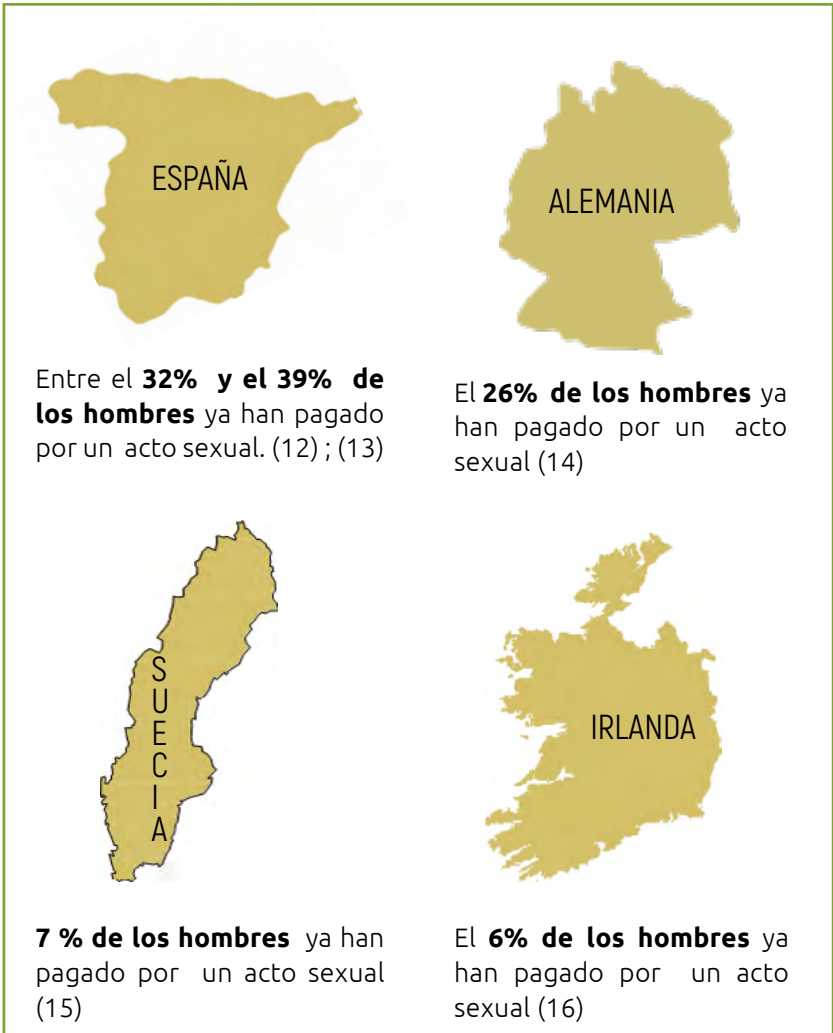 ESPAÑA
Entre el 32% y el 39% de
los hombres ya han pagado
por un acto sexual. (12) ; (13)
ALEMANIA
El 26% de los hombres ya
han pagado por un acto
sexual (14)
SUECIA
7 % de los hombres ya han
pagado por un acto sexual
(15)
IRLANDA
El 6% de los hombres ya
han pagado por un acto
sexual (16)